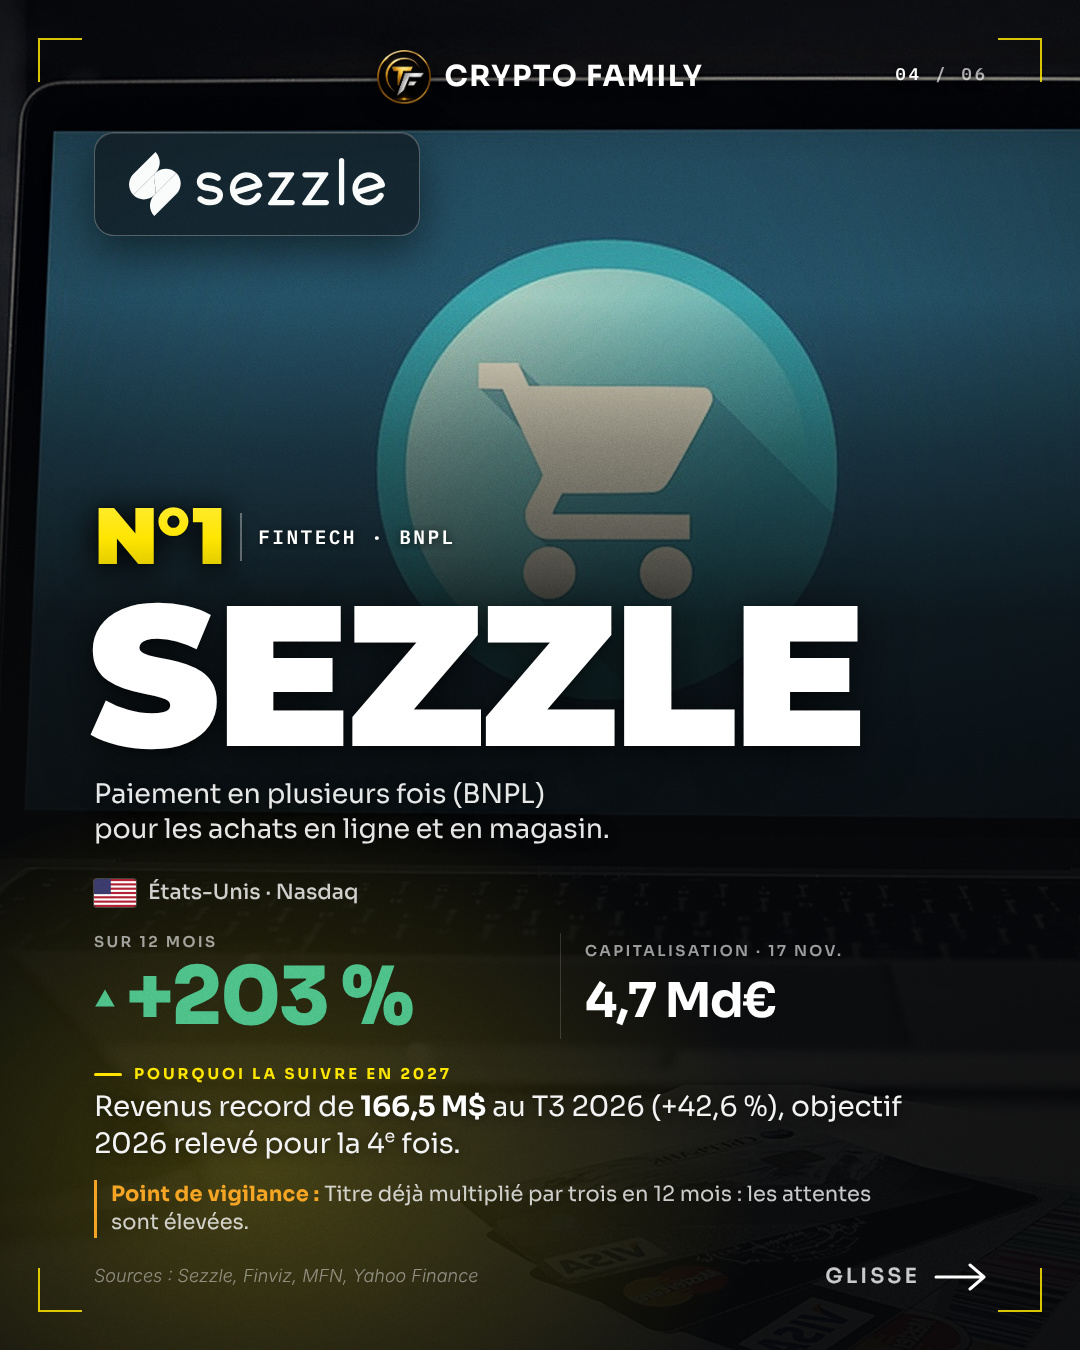 CRYPTO FAMILY
04 / 06
sezzle
N°1
FINTECH · BNPL
SEZZLE
Paiement en plusieurs fois (BNPL)
pour les achats en ligne et en magasin.
États-Unis · Nasdaq
SUR 12 MOIS
▲ +203 %
CAPITALISATION · 17 NOV.
4,7 Md€
POURQUOI LA SUIVRE EN 2027
Revenus record de 166,5 M$ au T3 2026 (+42,6 %), objectif
2026 relevé pour la 4e fois.
Point de vigilance : Titre déjà multiplié par trois en 12 mois : les attentes
sont élevées.
VISA
Sources : Sezzle, Finviz, MFN, Yahoo Finance
GLISSE
VISA